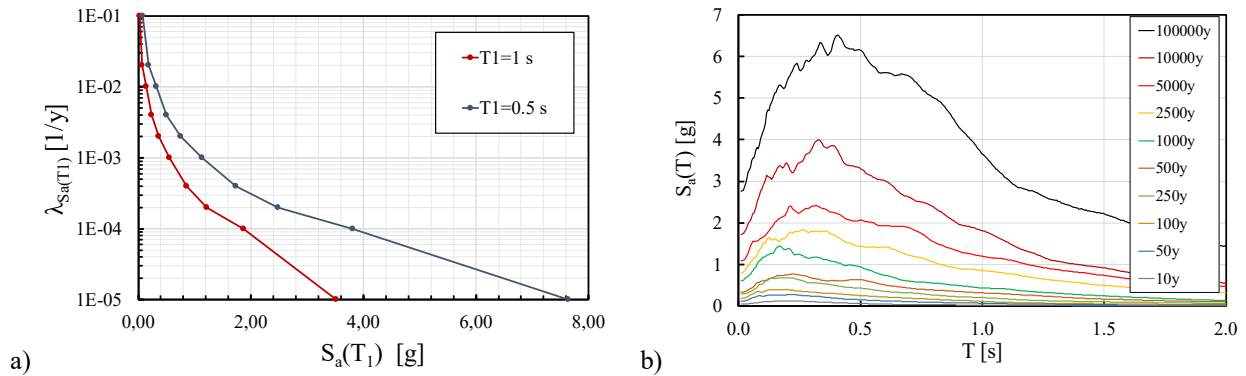 1E-01
1E-02
1E-03
1E-04
1E-05
λSa(T1) [1/y]
T1=1 s
T1=0.5 s
0,00 2,00 4,00 6,00 8,00
Sa(T1) [g]
a)
7
6
5
4
3
2
1
0
Sa(T) [g]
100000y
10000y
5000y
2500y
1000y
500y
250y
100y
50y
10y
0.0 0.5 1.0 1.5 2.0
T [s]
b)